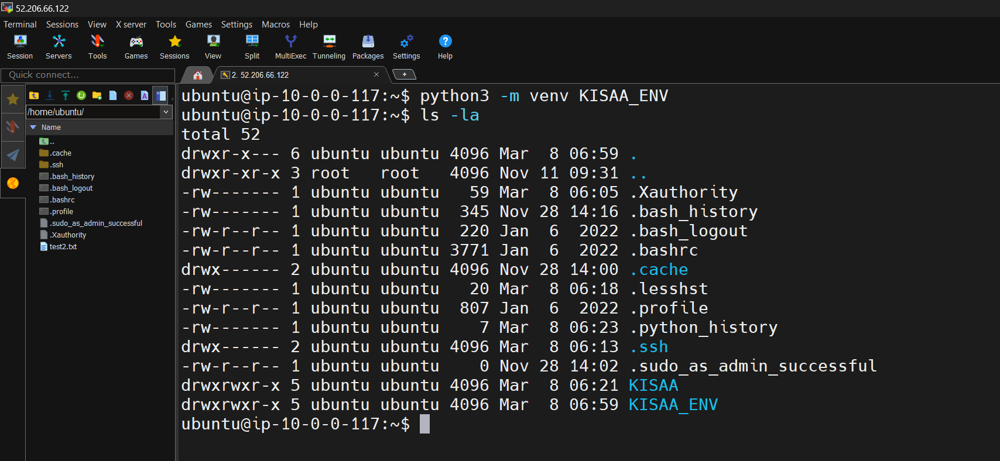 52.206.66.122
Terminal Sessions View X server Tools Games Settings Macros Help
Session Servers Tools Games Sessions View Split MultiExec Tunneling Packages Settings Help
Quick connect...
2. 52.206.66.122
/home/ubuntu/
Name
..
.cache
.ssh
.bash_history
.bash_logout
.bashrc
.profile
.sudo_as_admin_successful
.Xauthority
test2.txt
ubuntu@ip-10-0-0-117:~$ python3 -m venv KISAA_ENV
ubuntu@ip-10-0-0-117:~$ ls -la
total 52
drwxr-x--- 6 ubuntu ubuntu 4096 Mar  8 06:59 .
drwxr-xr-x 3 root   root   4096 Nov 11 09:31 ..
-rw------- 1 ubuntu ubuntu   59 Mar  8 06:05 .Xauthority
-rw------- 1 ubuntu ubuntu  345 Nov 28 14:16 .bash_history
-rw-r--r-- 1 ubuntu ubuntu  220 Jan  6  2022 .bash_logout
-rw-r--r-- 1 ubuntu ubuntu 3771 Jan  6  2022 .bashrc
drwx------ 2 ubuntu ubuntu 4096 Nov 28 14:00 .cache
-rw------- 1 ubuntu ubuntu   20 Mar  8 06:18 .lesshst
-rw-r--r-- 1 ubuntu ubuntu  807 Jan  6  2022 .profile
-rw------- 1 ubuntu ubuntu    7 Mar  8 06:23 .python_history
drwx------ 2 ubuntu ubuntu 4096 Mar  8 06:13 .ssh
-rw-r--r-- 1 ubuntu ubuntu    0 Nov 28 14:02 .sudo_as_admin_successful
drwxrwxr-x 5 ubuntu ubuntu 4096 Mar  8 06:21 KISAA
drwxrwxr-x 5 ubuntu ubuntu 4096 Mar  8 06:59 KISAA_ENV
ubuntu@ip-10-0-0-117:~$